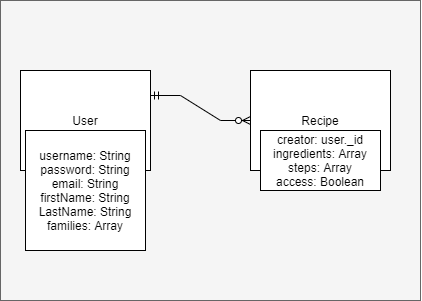 User
username: String
password: String
email: String
firstName: String
LastName: String
families: Array
Recipe
creator: user._id
ingredients: Array
steps: Array
access: Boolean